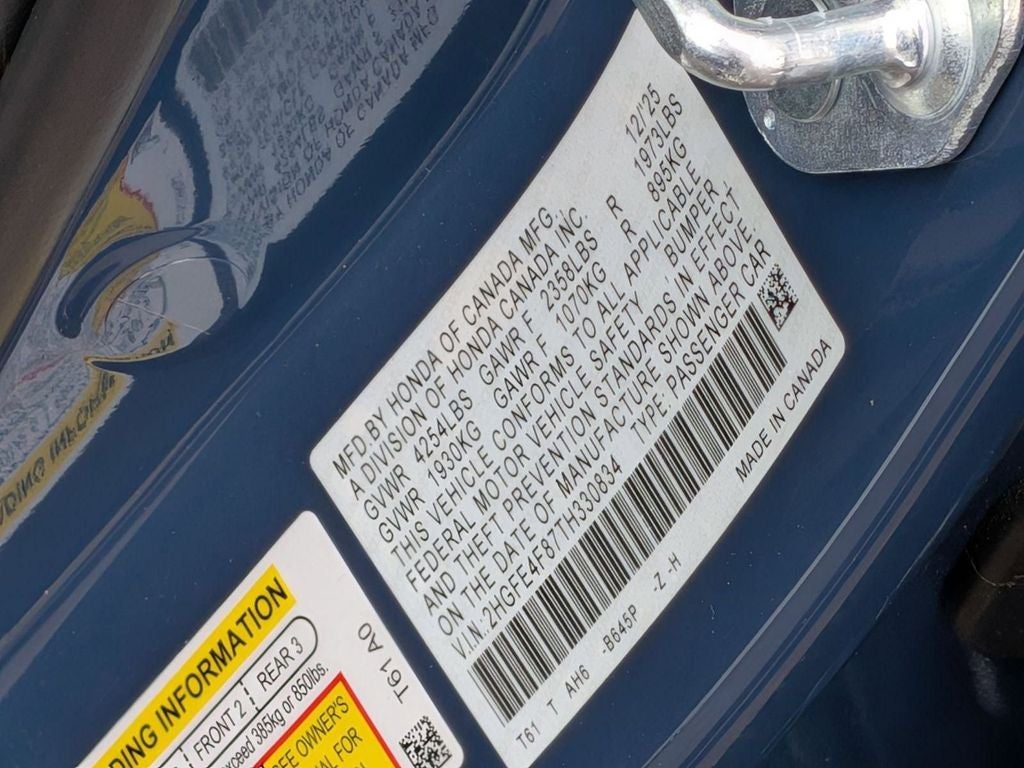 MFD.BY HONDA OF CANADA MFG.
A DIVISION OF HONDA CANADA INC. 12/'25
GVWR 4254LBS GAWR F 2358LBS R 1973LBS
GVWR 1930KG GAWR F 1070KG R 895KG
THIS VEHICLE CONFORMS TO ALL APPLICABLE
FEDERAL MOTOR VEHICLE SAFETY, BUMPER,
AND THEFT PREVENTION STANDARDS IN EFFECT
ON THE DATE OF MANUFACTURE SHOWN ABOVE.
V.I.N.:2HGFE4F87TH330834 TYPE: PASSENGER CAR
T61 T AH6 -B645P -Z .H MADE IN CANADA
DING INFORMATION
FRONT 2 REAR 3
exceed 385kg or 850lbs.
OWNER'S
FOR
T61 A0